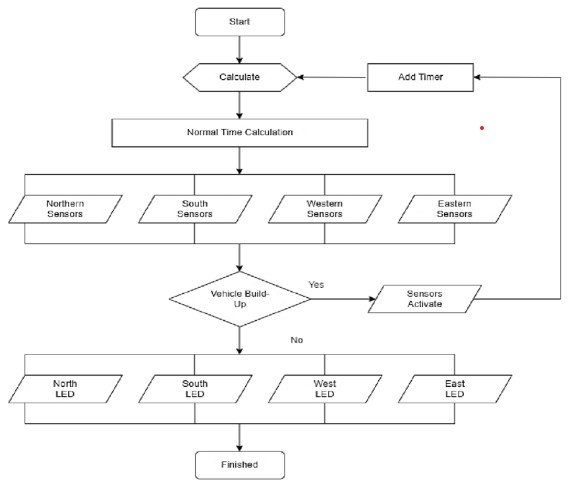 Start
Calculate
Add Timer
Normal Time Calculation
Northern
Sensors
South
Sensors
Western
Sensors
Eastern
Sensors
Vehicle Build-
Up
Yes
Sensors
Activate
No
North
LED
South
LED
West
LED
East
LED
Finished